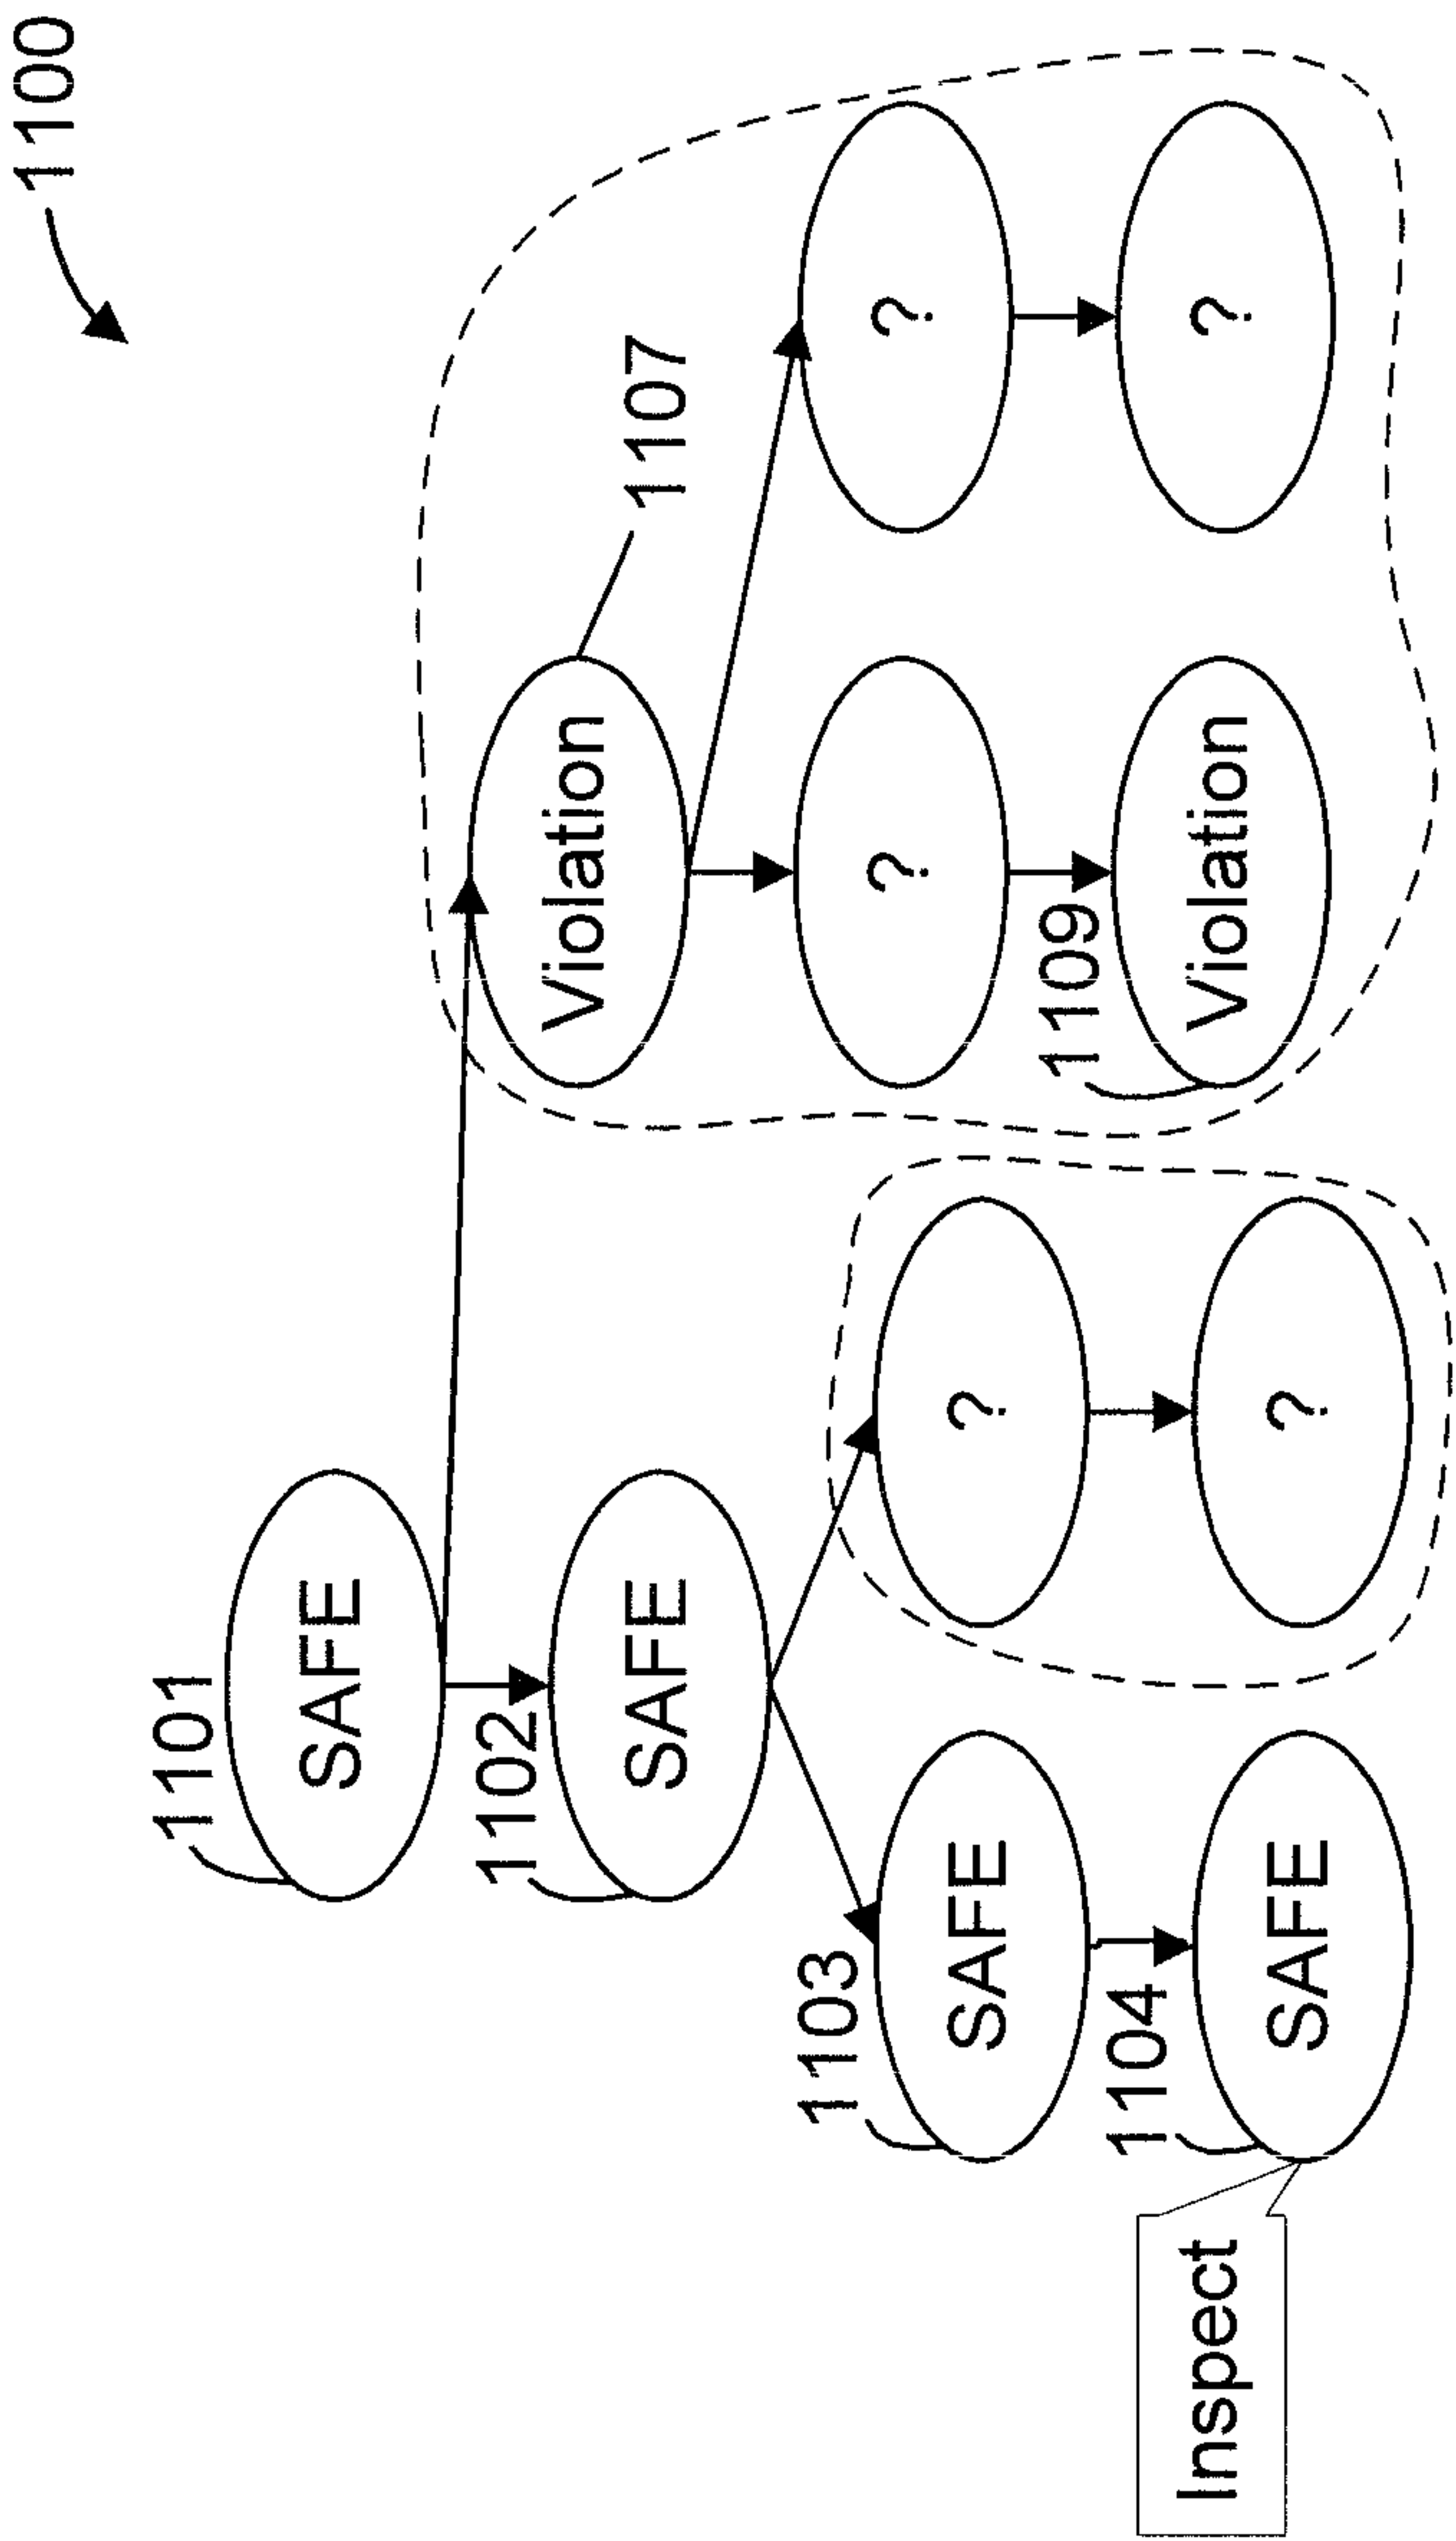 1100
1101
SAFE
1102
Violation
SAFE
1107
1103
?
?
SAFE
?
1109
1104
Inspect
Violation
?
SAFE
?